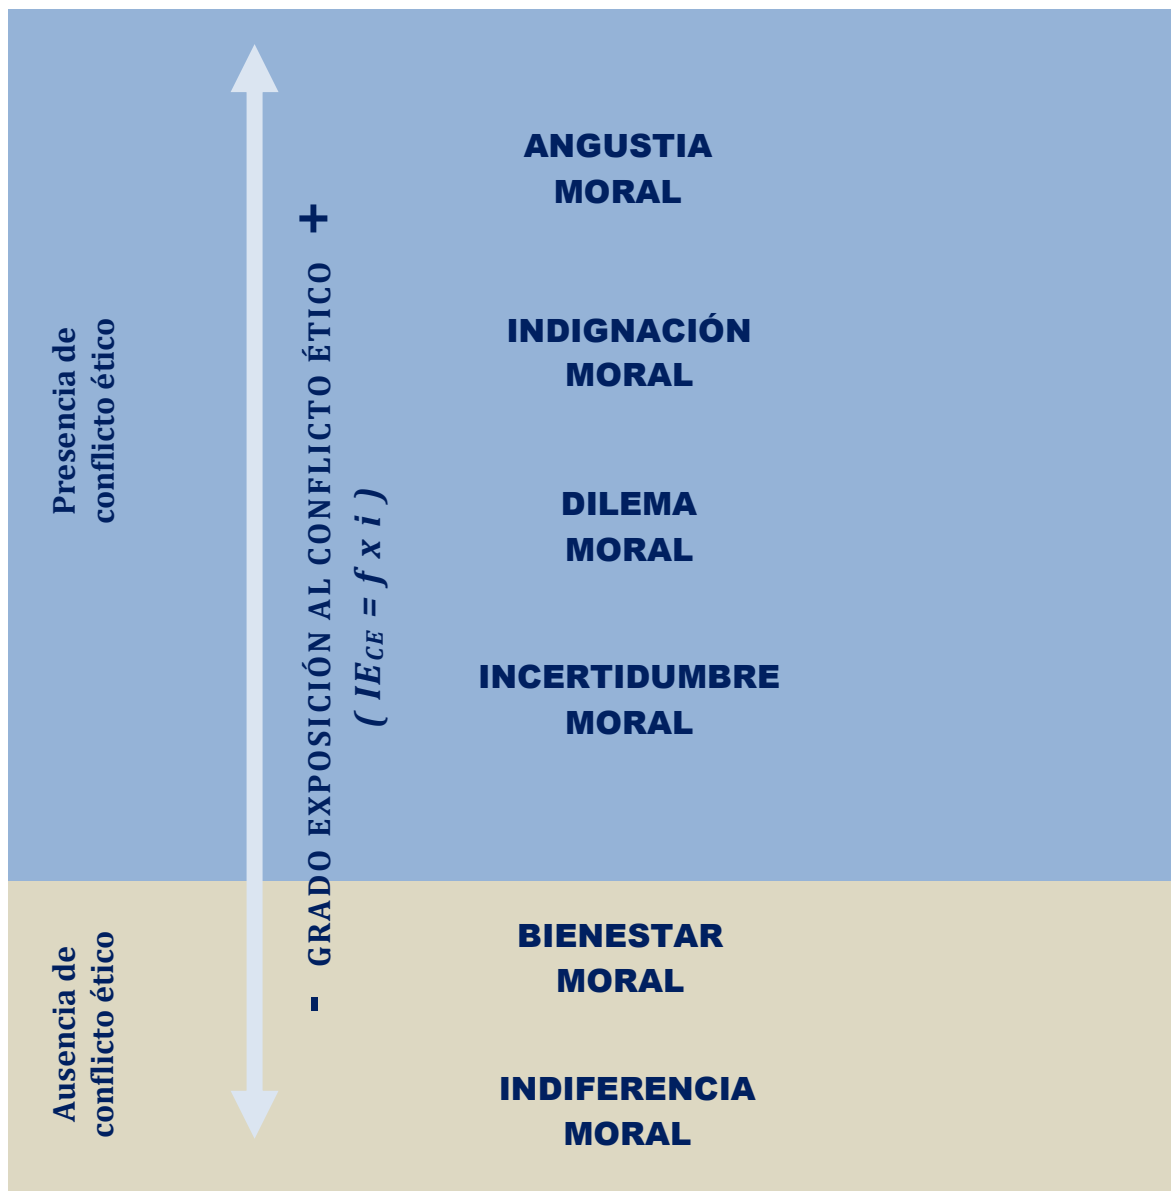 Presencia de
conflicto ético
Ausencia de
conflicto ético
- GRADO EXPOSICIÓN AL CONFLICTO ÉTICO +
( IECE = f x i )
ANGUSTIA
MORAL
INDIGNACIÓN
MORAL
DILEMA
MORAL
INCERTIDUMBRE
MORAL
BIENESTAR
MORAL
INDIFERENCIA
MORAL